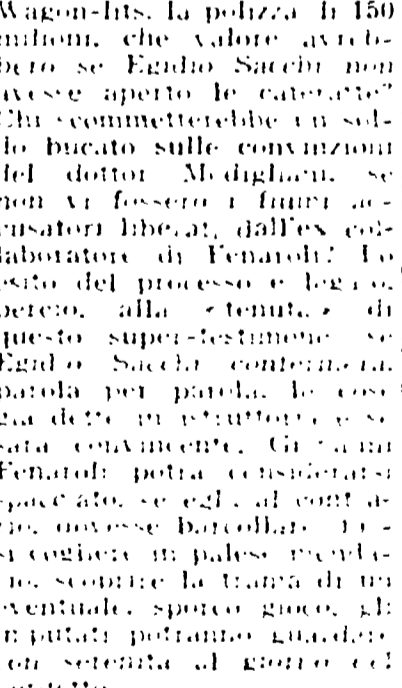 Wagon-lits, la polizza di 150
milioni, che valore avreb-
bero se Egidio Sacchi non
avesse aperto le cateratte?
Chi scommetterebbe un sol-
do bucato sulle convinzioni
del dottor Modigliani, se
non vi fossero i fiumi ac-
cusatori liberati dall'ex col-
laboratore di Fenaroli? Lo
esito del processo è legato,
perciò, alla «tenuta» di
questo super-testimone: se
Egidio Sacchi confermerà,
parola per parola, le cose
già dette in istruttoria e se
sarà convincente, Giovanni
Fenaroli potrà considerarsi
spacciato, se egli, al contra-
rio, dovesse barcollare, 
si cogliere in palese menda-
cio, scoprire la trama di un
eventuale, sporco gioco, gli
imputati potranno guardare
con serenità al giorno del